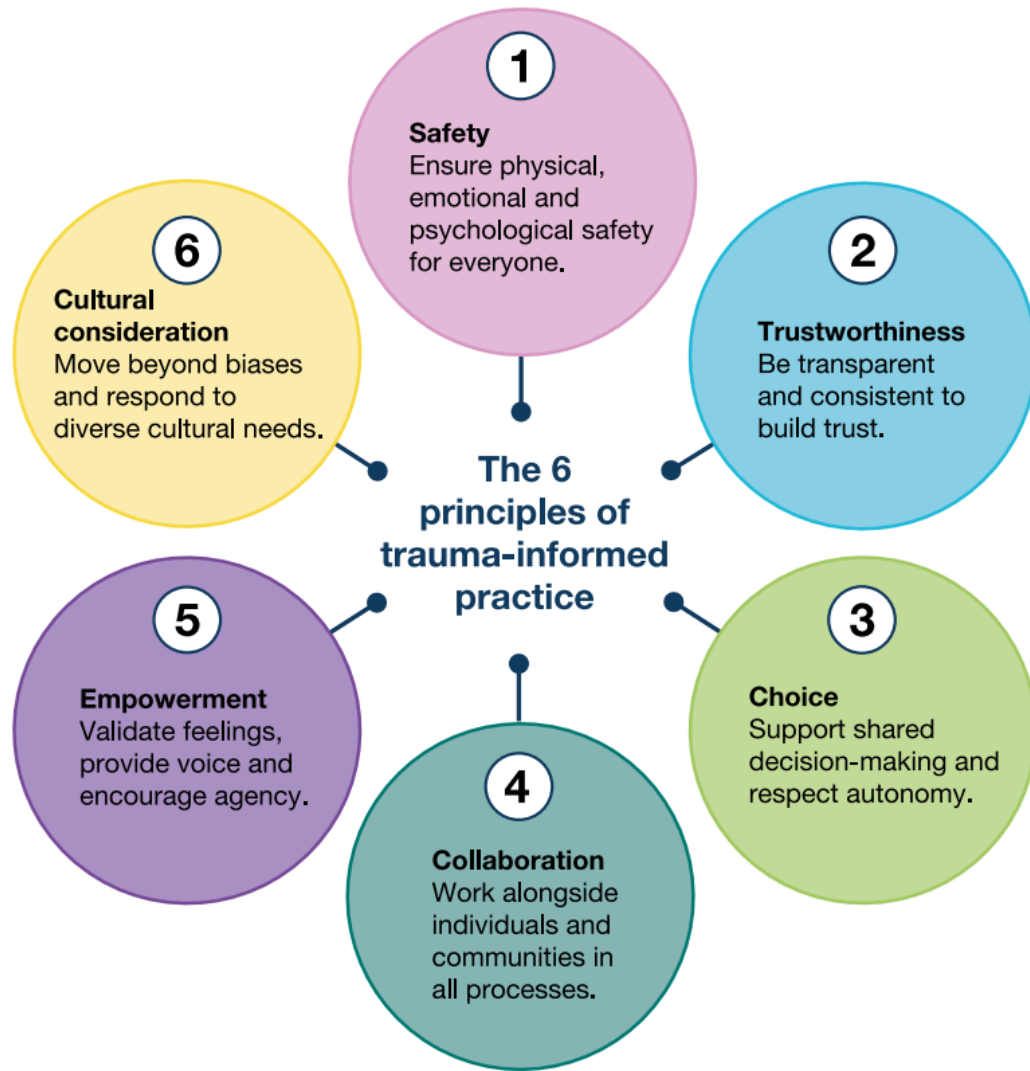 1
Safety
Ensure physical,
emotional and
psychological safety
for everyone.
2
Trustworthiness
Be transparent
and consistent to
build trust.
3
Choice
Support shared
decision-making and
respect autonomy.
4
Collaboration
Work alongside
individuals and
communities in
all processes.
5
Empowerment
Validate feelings,
provide voice and
encourage agency.
6
Cultural
consideration
Move beyond biases
and respond to
diverse cultural needs.
The 6
principles of
trauma-informed
practice